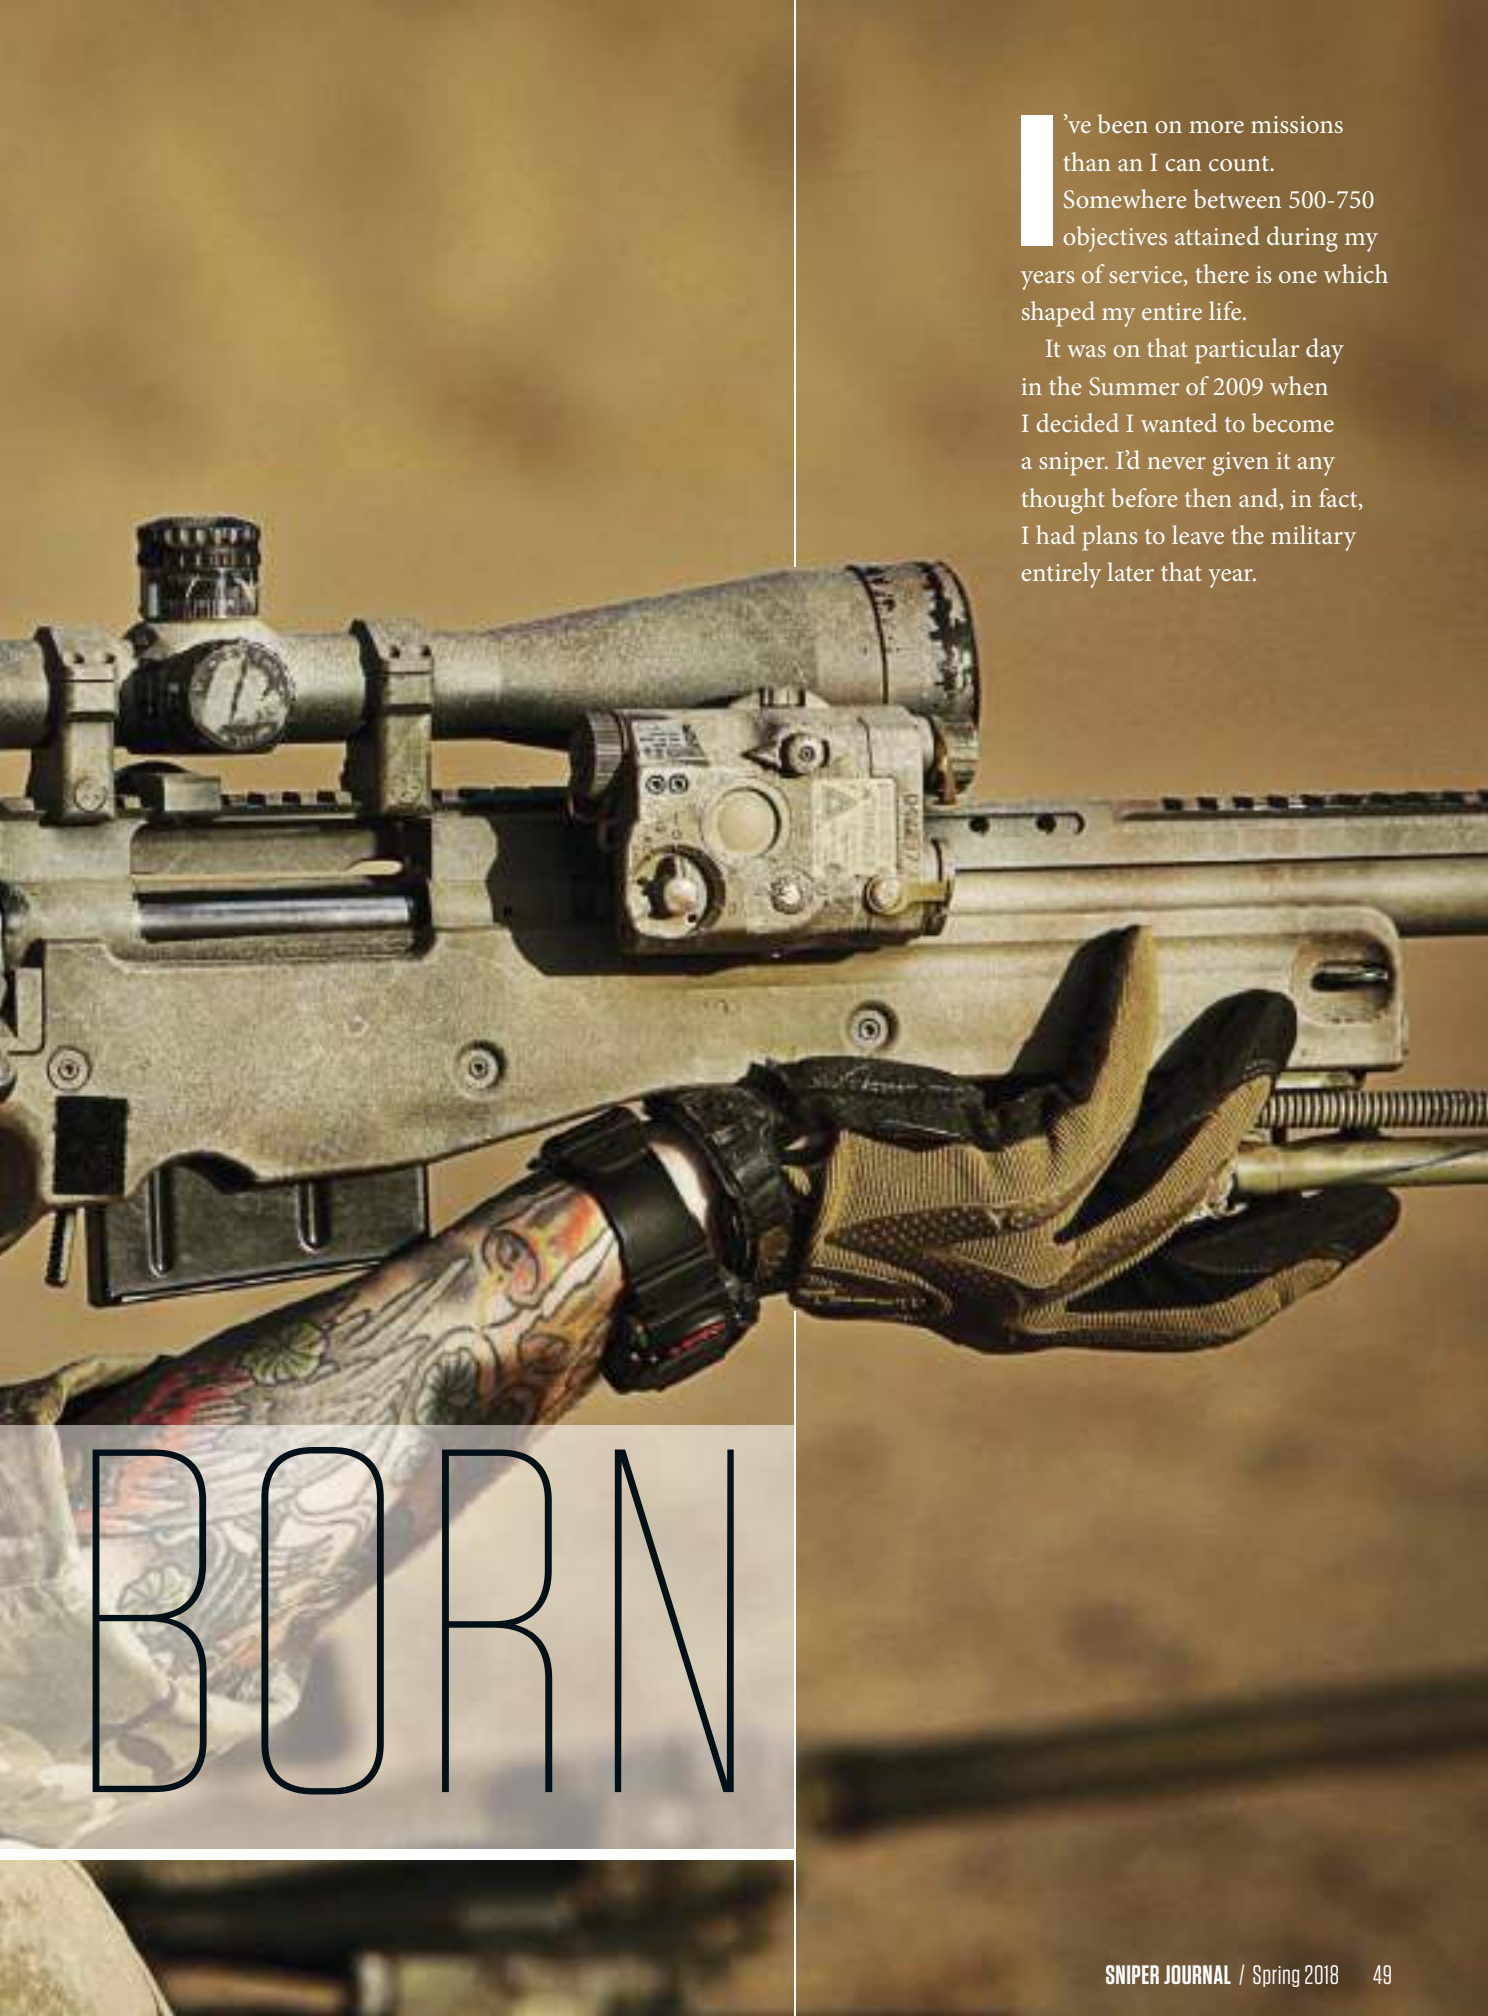 I've been on more missions
than an I can count.
Somewhere between 500-750
objectives attained during my
years of service, there is one which
shaped my entire life.
It was on that particular day
in the Summer of 2009 when
I decided I wanted to become
a sniper. I'd never given it any
thought before then and, in fact,
I had plans to leave the military
entirely later that year.
BORN
SNIPER JOURNAL / Spring 2018 49